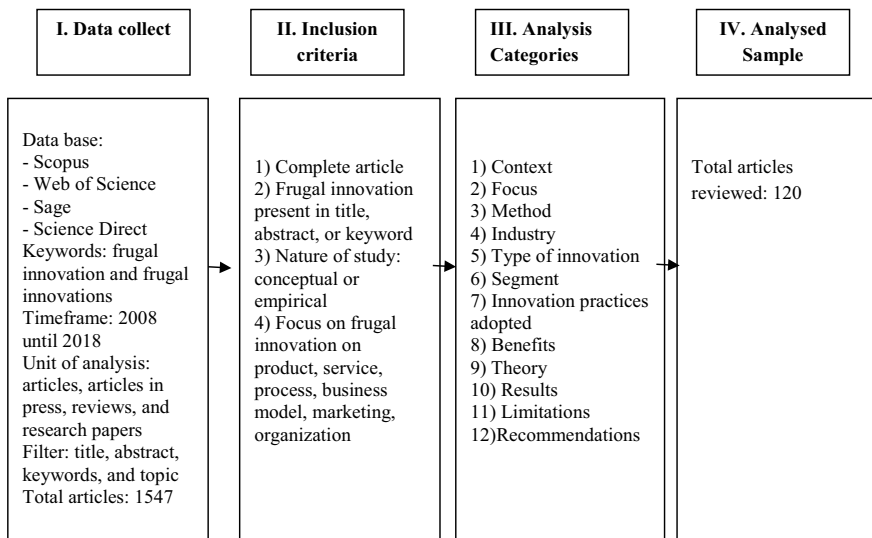 I. Data collect
II. Inclusion
criteria
III. Analysis
Categories
IV. Analysed
Sample
Data base:
- Scopus
- Web of Science
- Sage
- Science Direct
Keywords: frugal
innovation and frugal
innovations
Timeframe: 2008
until 2018
Unit of analysis:
articles, articles in
press, reviews, and
research papers
Filter: title, abstract,
keywords, and topic
Total articles: 1547
1) Complete article
2) Frugal innovation
present in title,
abstract, or keyword
3) Nature of study:
conceptual or
empirical
4) Focus on frugal
innovation on
product, service,
process, business
model, marketing,
organization
1) Context
2) Focus
3) Method
4) Industry
5) Type of innovation
6) Segment
7) Innovation practices
adopted
8) Benefits
9) Theory
10) Results
11) Limitations
12)Recommendations
Total articles
reviewed: 120